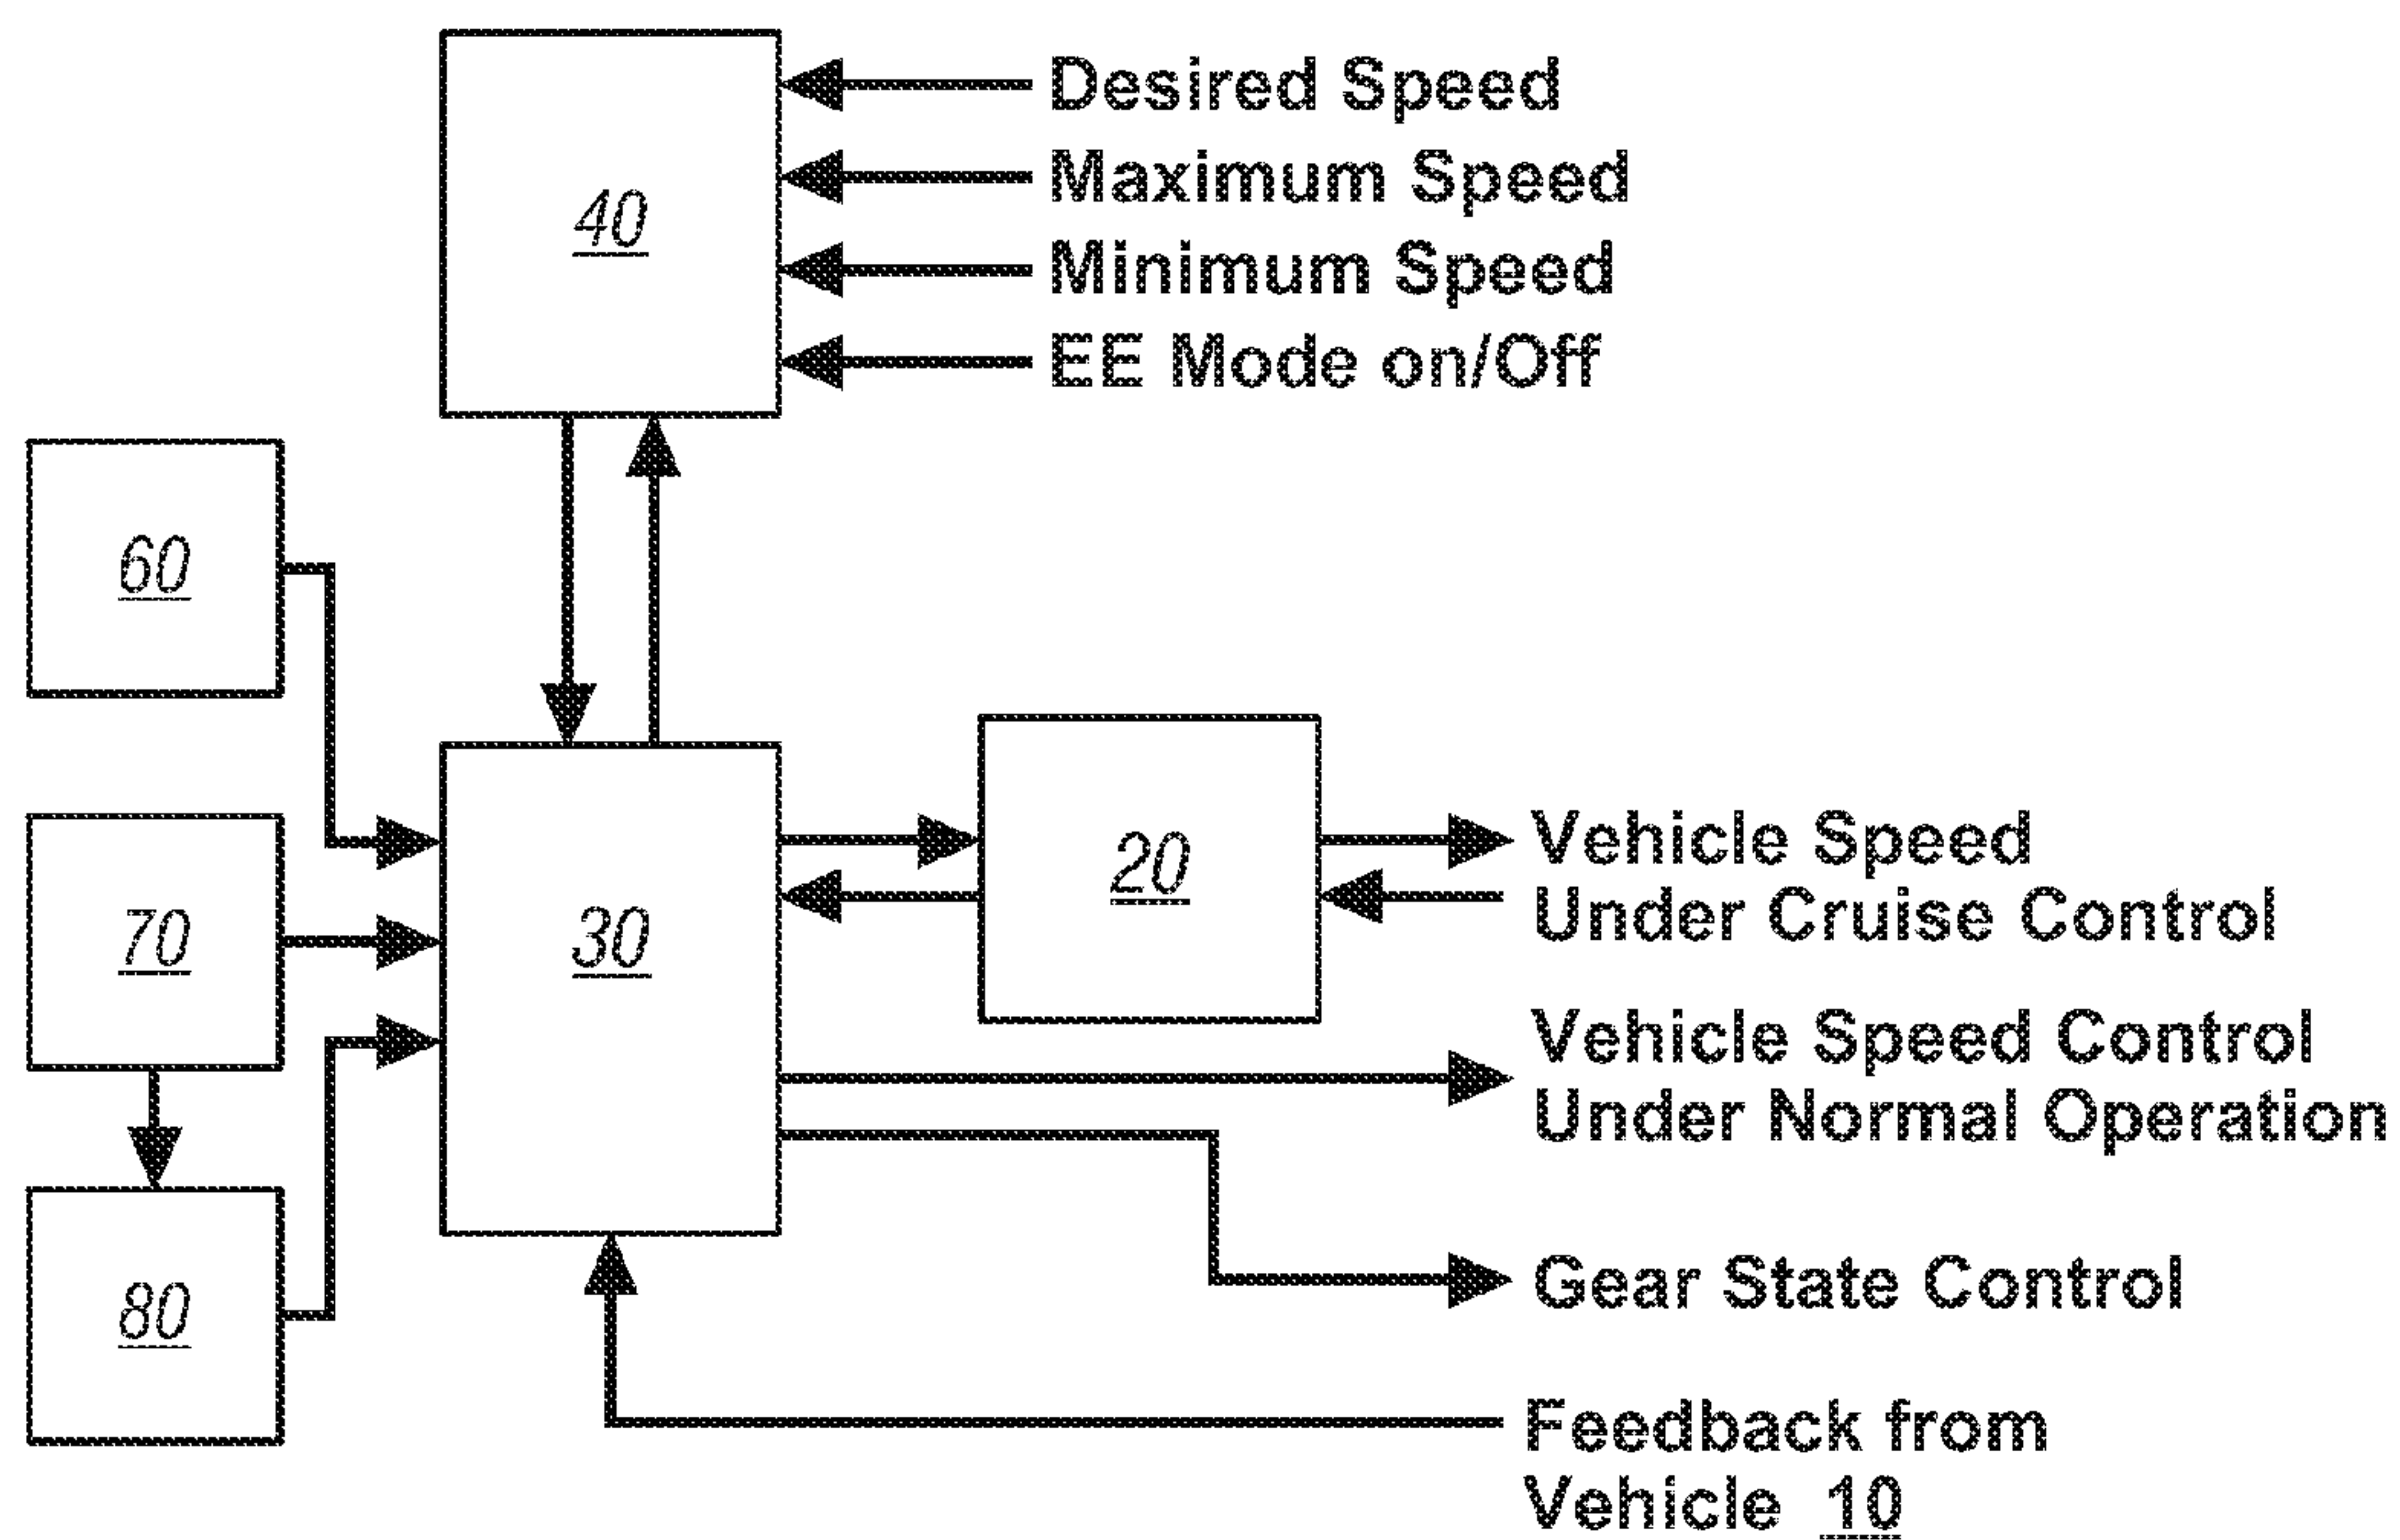 Desired Speed
Maximum Speed
40
Minimum Speed
EE Mode on/Off
60
70
30
20
Vehicle Speed
Under Cruise Control
Vehicle Speed Control
Under Normal Operation
80
Gear State Control
Feedback from
Vehicle 10